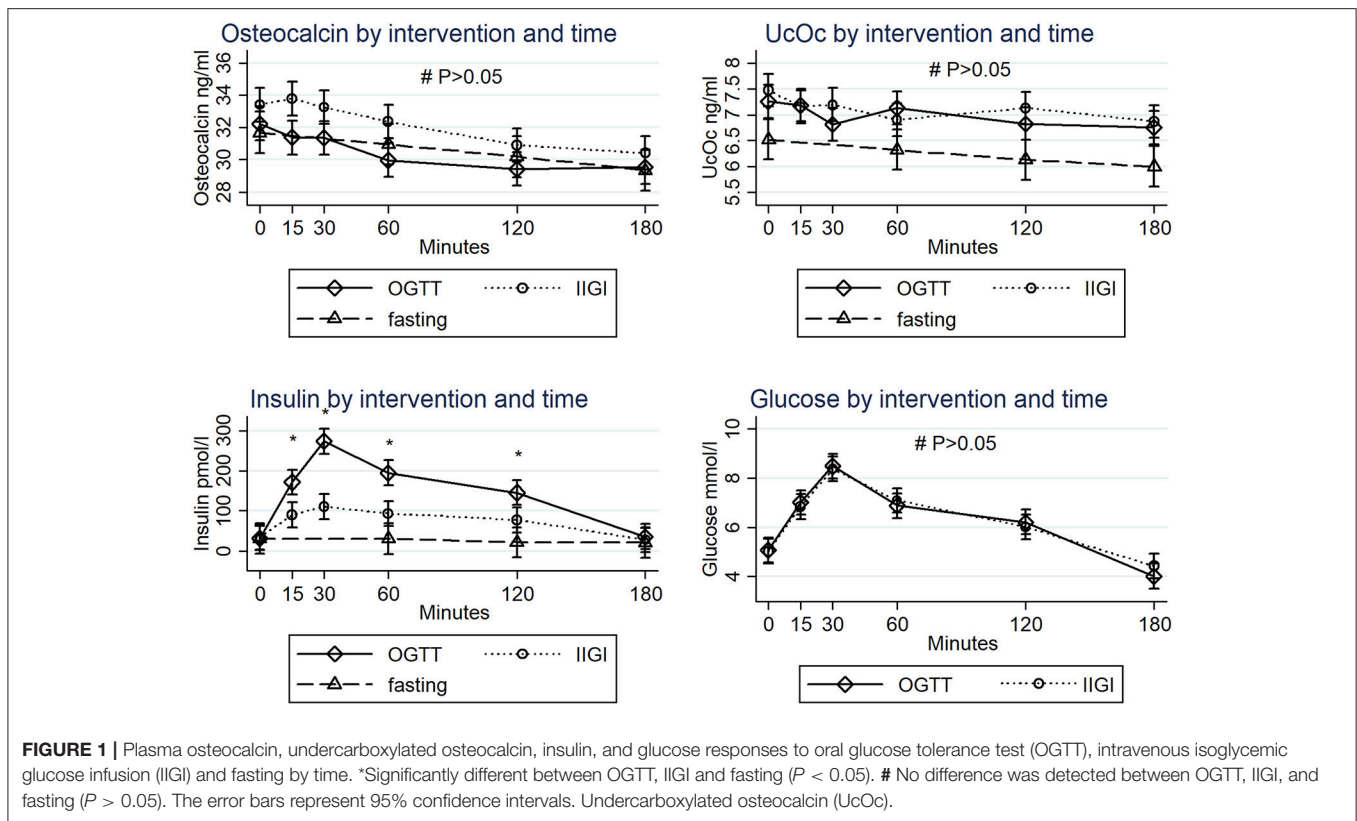 Osteocalcin by intervention and time
# P>0.05
Osteocalcin ng/ml
36
34
32
30
28
0 15 30 60 120 180
Minutes
OGTT IIGI
fasting
UcOc by intervention and time
# P>0.05
UcOc ng/ml
8
7.5
7
6.5
6
5.5
0 15 30 60 120 180
Minutes
OGTT IIGI
fasting
Insulin by intervention and time
* * * *
Insulin pmol/l
300
200
100
0
0 15 30 60 120 180
Minutes
OGTT IIGI
fasting
Glucose by intervention and time
# P>0.05
Glucose mmol/l
10
8
6
4
0 15 30 60 120 180
Minutes
OGTT IIGI
FIGURE 1 | Plasma osteocalcin, undercarboxylated osteocalcin, insulin, and glucose responses to oral glucose tolerance test (OGTT), intravenous isoglycemic
glucose infusion (IIGI) and fasting by time. *Significantly different between OGTT, IIGI and fasting (P < 0.05). # No difference was detected between OGTT, IIGI, and
fasting (P > 0.05). The error bars represent 95% confidence intervals. Undercarboxylated osteocalcin (UcOc).